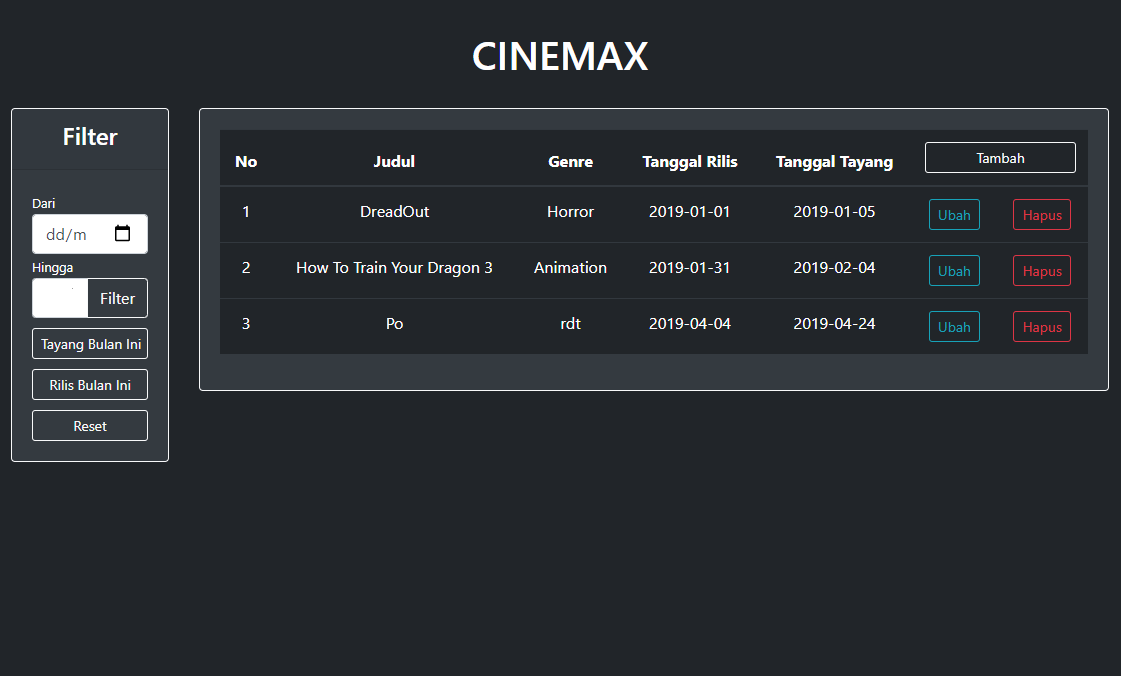 CINEMAX
Filter
Dari
dd/m
Hingga
Filter
Tayang Bulan Ini
Rilis Bulan Ini
Reset
No Judul Genre Tanggal Rilis Tanggal Tayang Tambah
1 DreadOut Horror 2019-01-01 2019-01-05 Ubah Hapus
2 How To Train Your Dragon 3 Animation 2019-01-31 2019-02-04 Ubah Hapus
3 Po rdt 2019-04-04 2019-04-24 Ubah Hapus